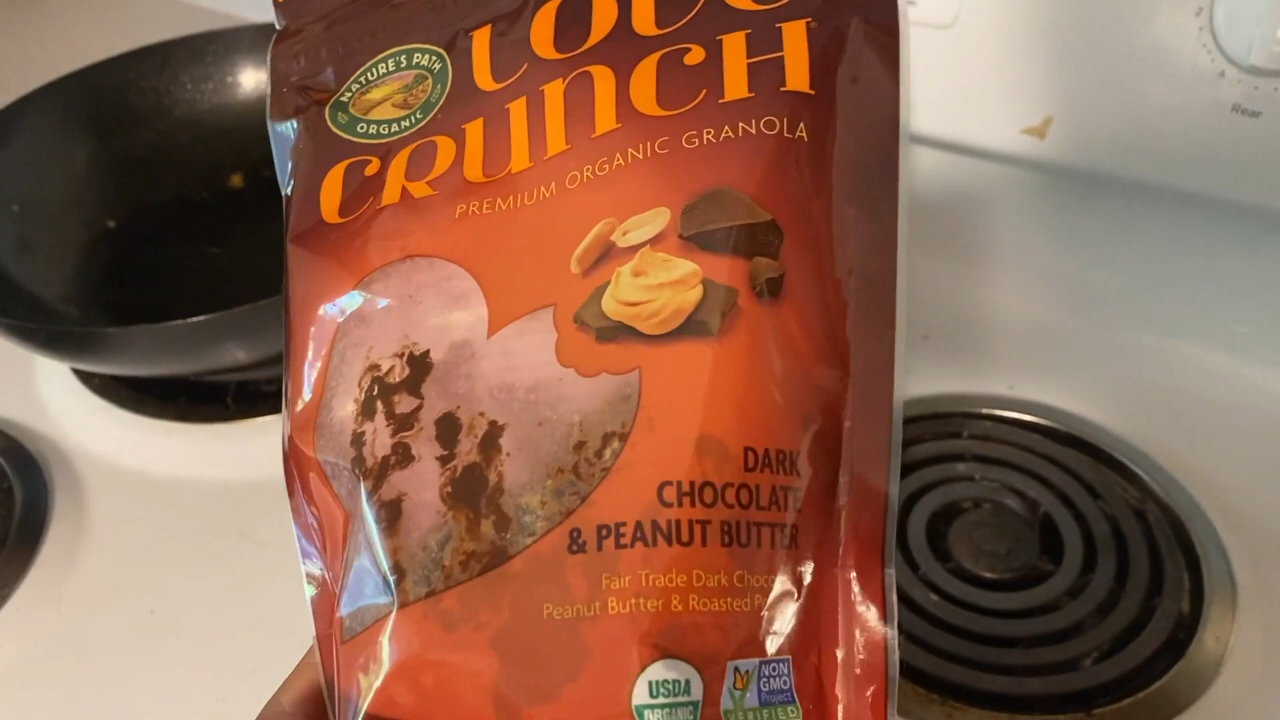 LOVE
CRUNCH
NATURE'S PATH
ORGANIC
PREMIUM ORGANIC GRANOLA
DARK
CHOCOLATE
& PEANUT BUTTER
Fair Trade Dark
Peanut Butter & Roasted
USDA
ORGANIC
NON
GMO
Project
VERIFIED
Rear